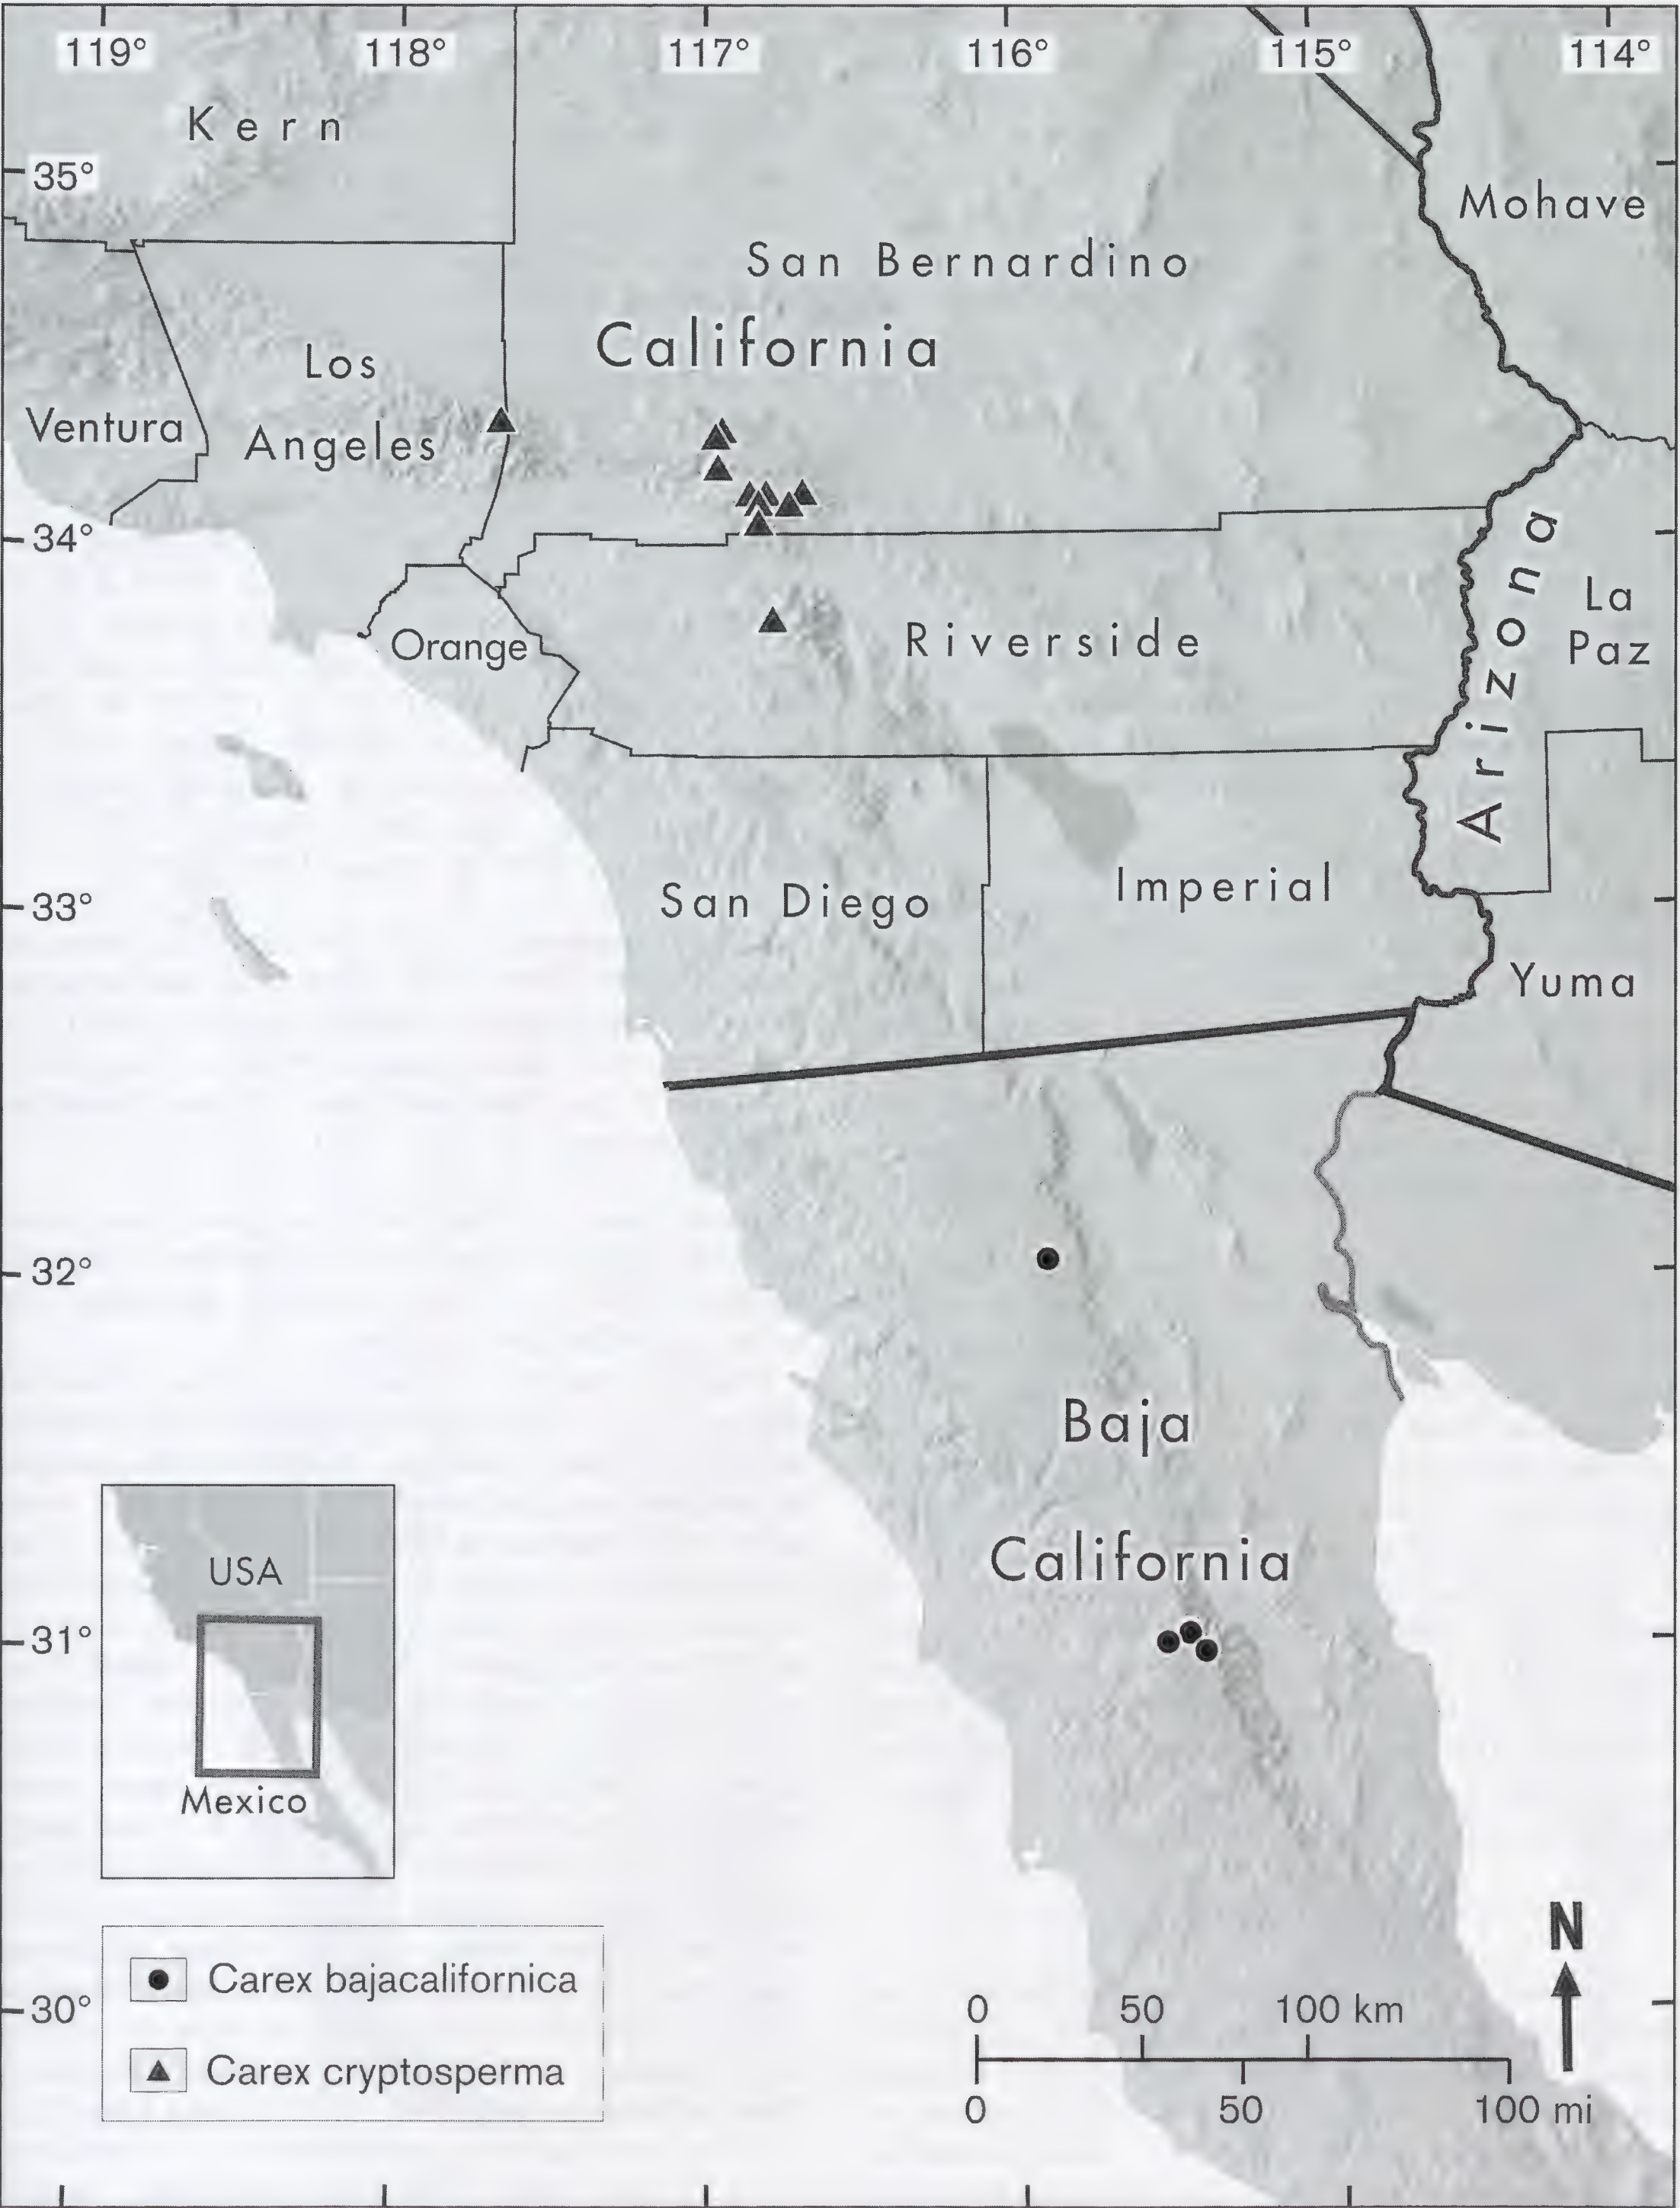 119° 118° 117° 116° 115° 114°
Kern
35°
Mohave
San Bernardino
California
Los
Angeles
Ventura
34°
Arizona
La
Paz
Orange
Riverside
33°
San Diego
Imperial
Yuma
32°
Baja
California
31°
USA
Mexico
30°
Carex bajacalifornica
Carex cryptosperma
N
0 50 100 km
0 50 100 mi